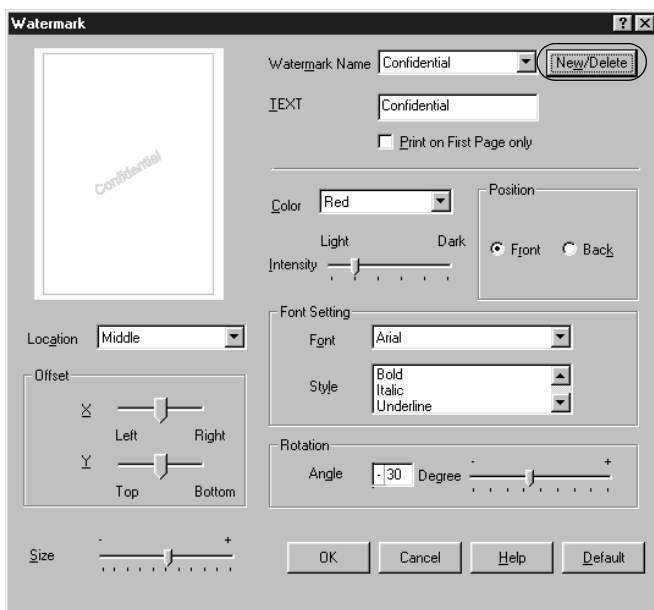 Watermark
Watermark Name Confidential New/Delete
TEXT Confidential
Print on First Page only
Confidential
Color Red
Position
Light Dark
Front Back
Intensity
Font Setting
Location Middle
Font Arial
Offset
Style Bold
Italic
Underline
X
Left Right
Y
Top Bottom
Rotation
Angle - 30 Degree - +
Size - +
OK Cancel Help Default